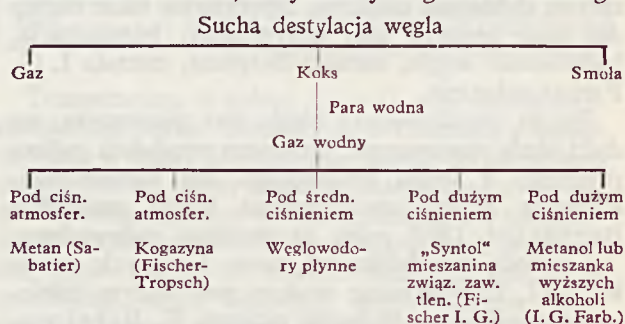 Sucha destylacja węgla
Gaz Koks Smoła
Para wodna
Gaz wodny
Pod ciśn. atmosfer. Pod ciśn. atmosfer. Pod średn. ciśnieniem Pod dużym ciśnieniem Pod dużym ciśnieniem
Metan (Sa-
batier)
Kogazyna
(Fischer-
Tropsch)
Węglowodo-
ry płynne
„Syntol“
mieszanina
związ. zaw.
tlen. (Fi-
scher I. G.)
Metanol lub
mieszanka
wyższych
alkoholi
(I. G. Farb.)